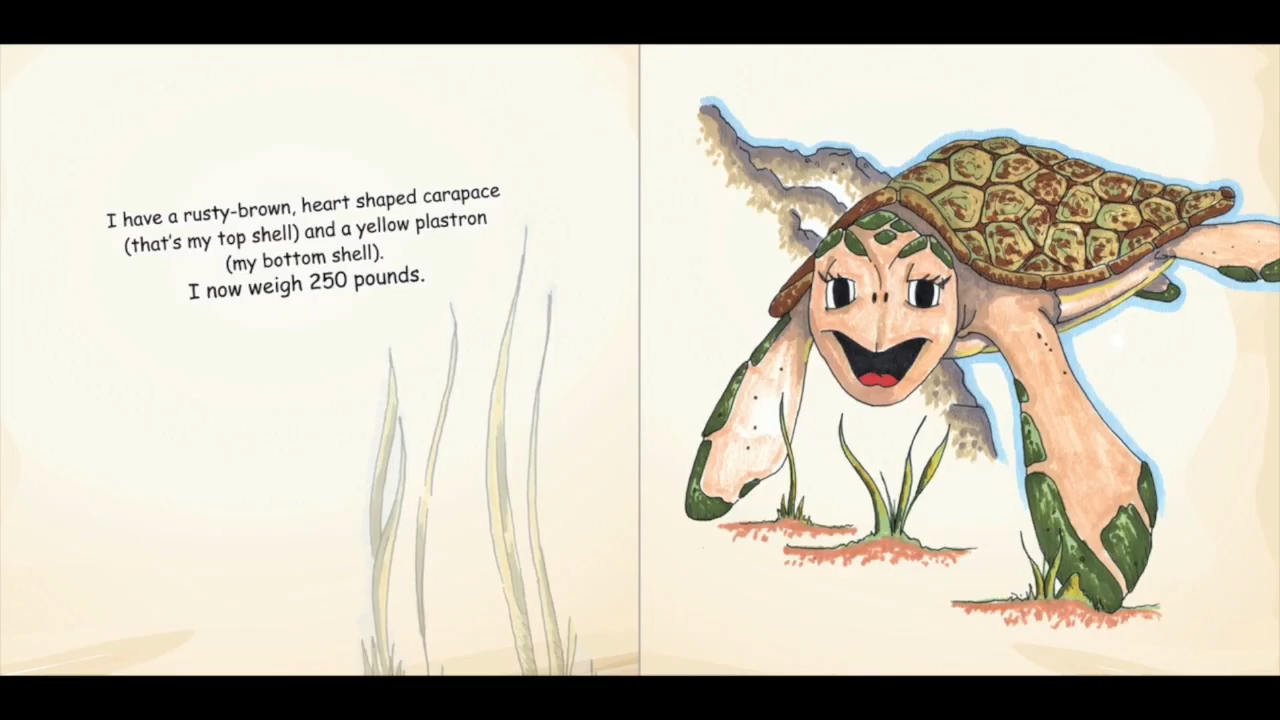 I have a rusty-brown, heart shaped carapace
(that's my top shell) and a yellow plastron
(my bottom shell).
I now weigh 250 pounds.